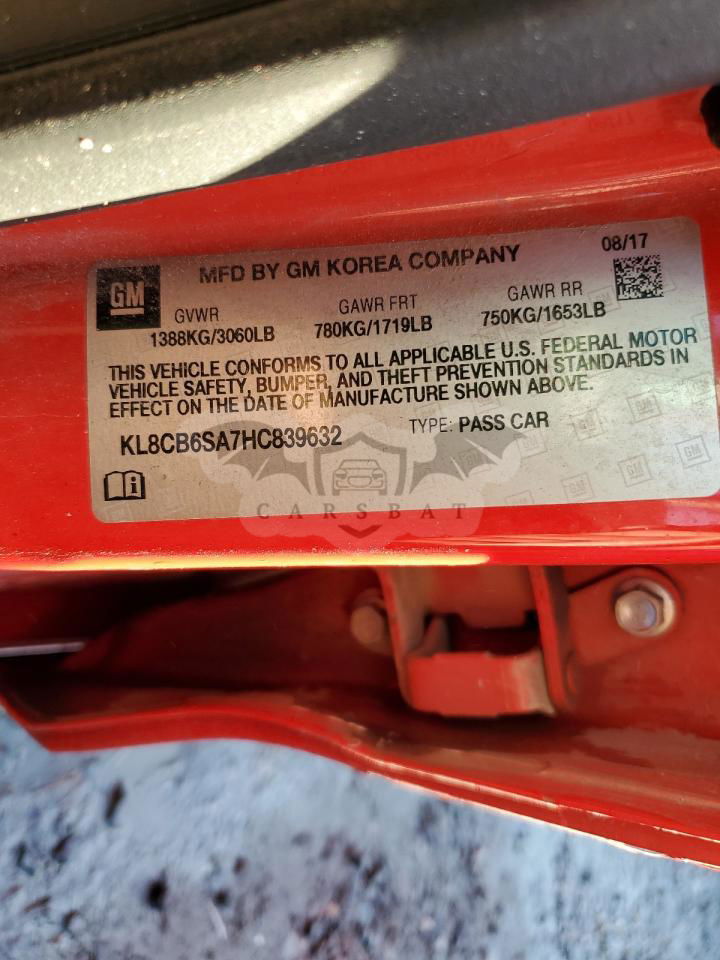 GM
MFD BY GM KOREA COMPANY
08/17
GVWR GAWR FRT GAWR RR
1388KG/3060LB 780KG/1719LB 750KG/1653LB
THIS VEHICLE CONFORMS TO ALL APPLICABLE U.S. FEDERAL MOTOR
VEHICLE SAFETY, BUMPER, AND THEFT PREVENTION STANDARDS IN
EFFECT ON THE DATE OF MANUFACTURE SHOWN ABOVE.
KL8CB6SA7HC839632 TYPE: PASS CAR
CARSBAT